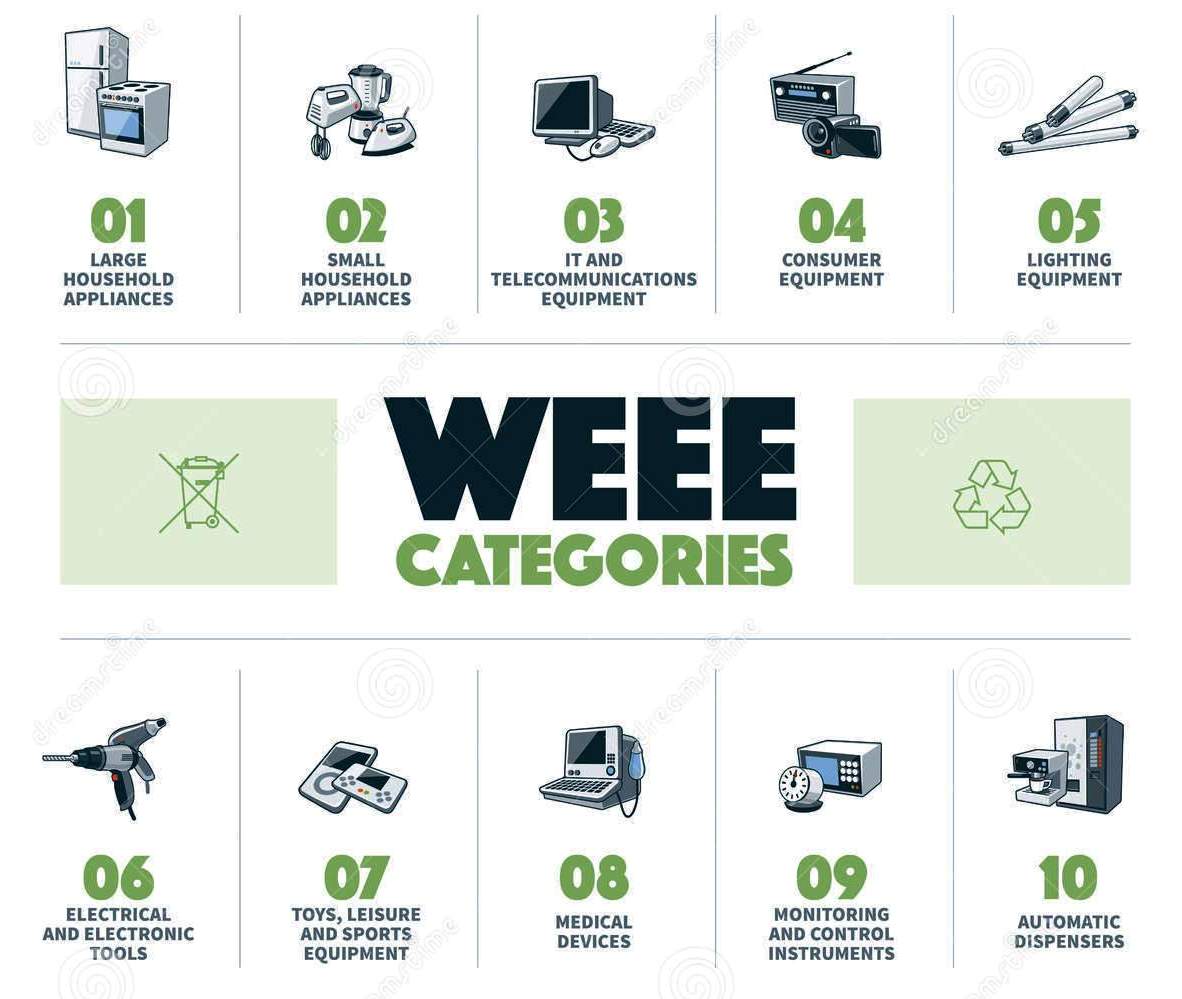 01
LARGE
HOUSEHOLD
APPLIANCES
02
SMALL
HOUSEHOLD
APPLIANCES
03
IT AND
TELECOMMUNICATIONS
EQUIPMENT
04
CONSUMER
EQUIPMENT
05
LIGHTING
EQUIPMENT
WEEE
CATEGORIES
06
ELECTRICAL
AND ELECTRONIC
TOOLS
07
TOYS, LEISURE
AND SPORTS
EQUIPMENT
08
MEDICAL
DEVICES
09
MONITORING
AND CONTROL
INSTRUMENTS
10
AUTOMATIC
DISPENSERS
dreamstime